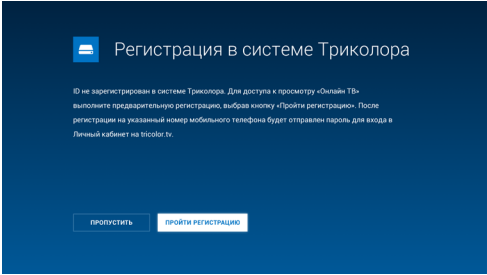 Регистрация в системе Триколора
ID не зарегистрирован в системе Триколора. Для доступа к просмотру «Онлайн ТВ»
выполните предварительную регистрацию, выбрав кнопку «Пройти регистрацию». После
регистрации на указанный номер мобильного телефона будет отправлен пароль для входа в
Личный кабинет на tricolor.tv.
ПРОПУСТИТЬ ПРОЙТИ РЕГИСТРАЦИЮ